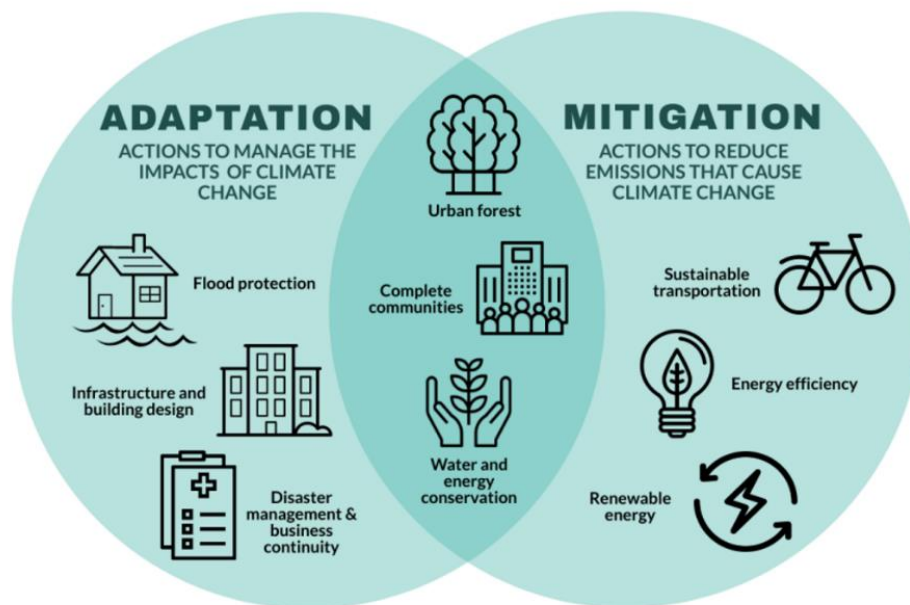 ADAPTATION
ACTIONS TO MANAGE THE
IMPACTS OF CLIMATE
CHANGE
Flood protection
Infrastructure and
building design
Disaster
management &
business
continuity
Urban forest
Complete
communities
Water and
energy
conservation
MITIGATION
ACTIONS TO REDUCE
EMISSIONS THAT CAUSE
CLIMATE CHANGE
Sustainable
transportation
Energy efficiency
Renewable
energy